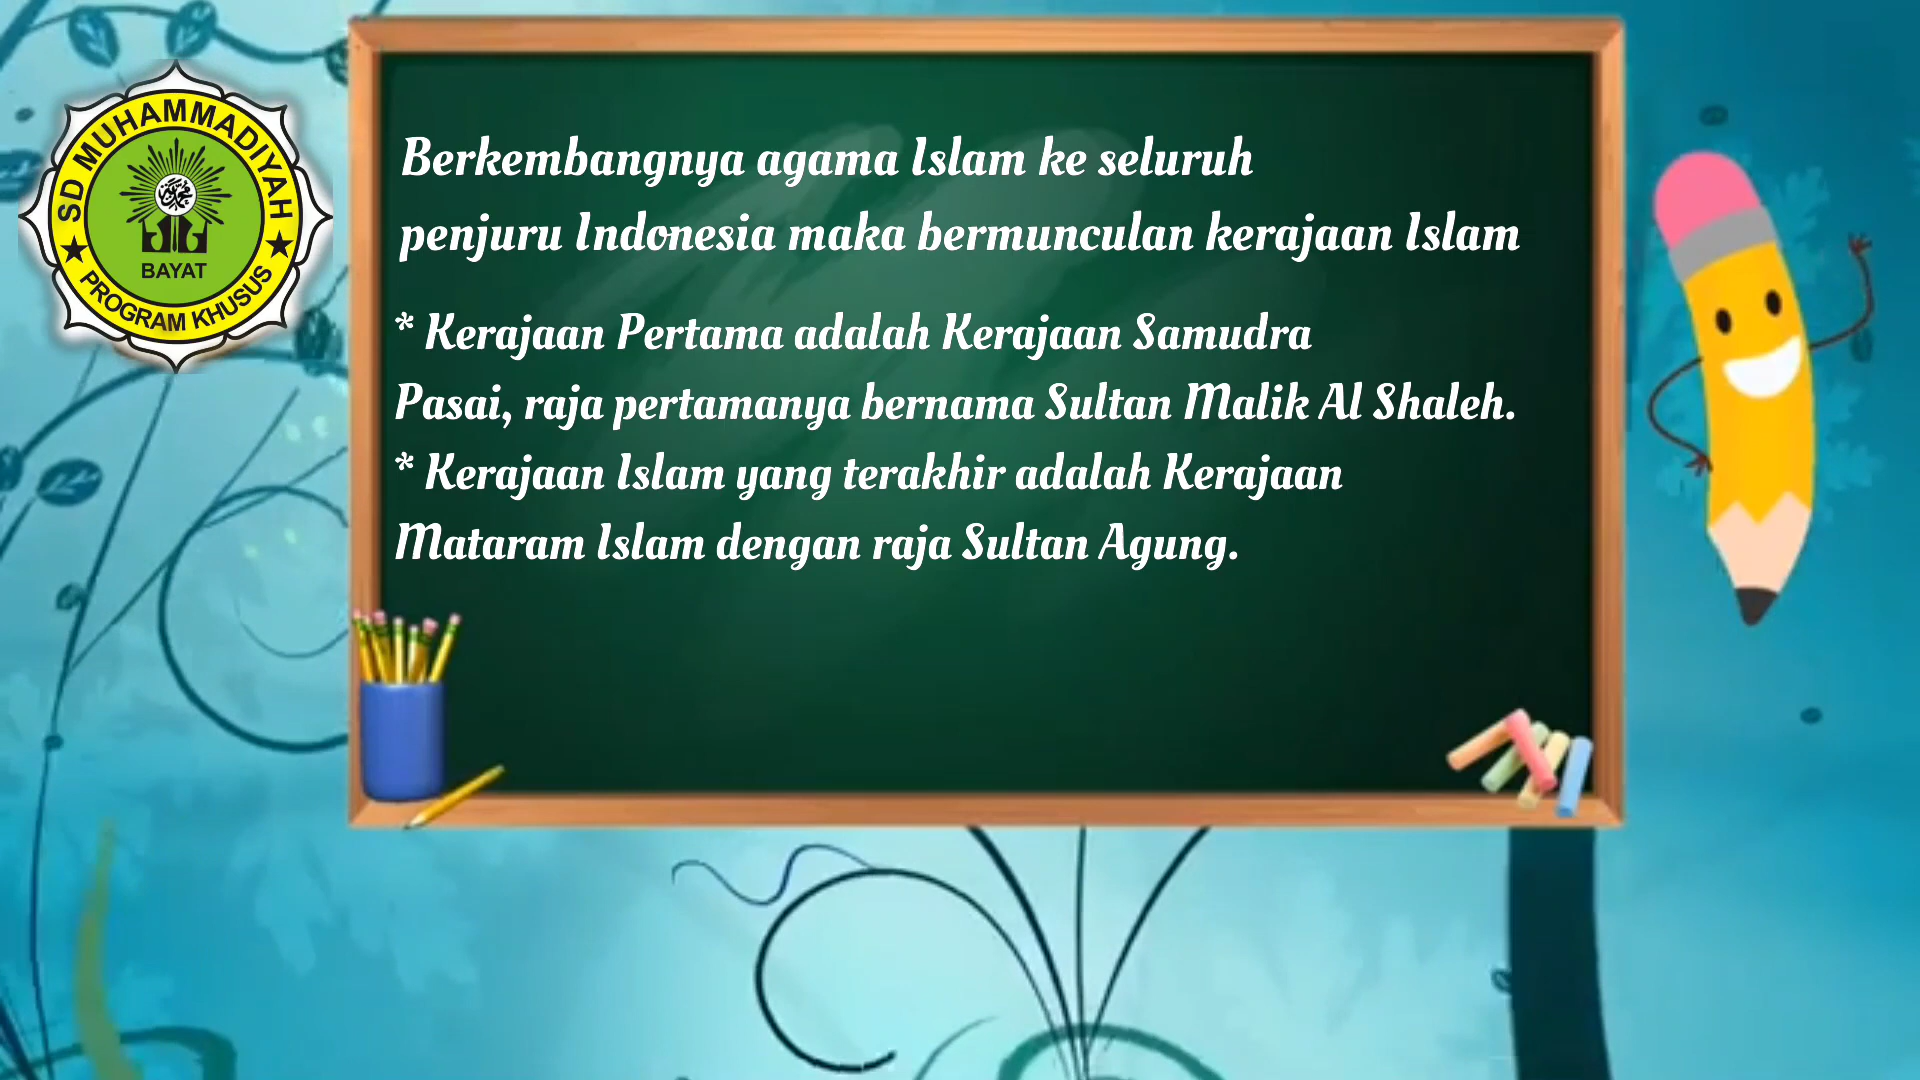 SD MUHAMMADIYAH
BAYAT
PROGRAM KHUSUS
Berkembangnya agama Islam ke seluruh
penjuru Indonesia maka bermunculan kerajaan Islam
* Kerajaan Pertama adalah Kerajaan Samudra
Pasai, raja pertamanya bernama Sultan Malik Al Shaleh.
* Kerajaan Islam yang terakhir adalah Kerajaan
Mataram Islam dengan raja Sultan Agung.